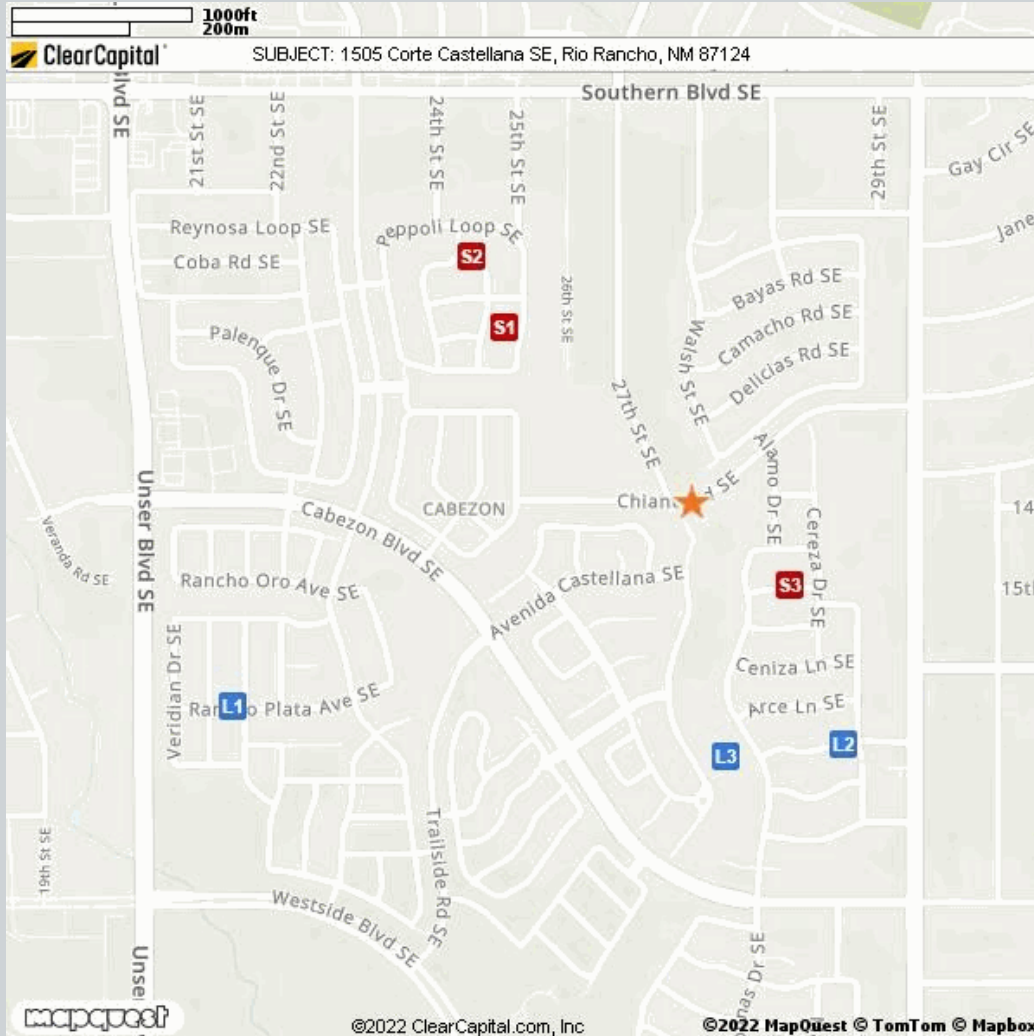 1000ft
200m
ClearCapital
SUBJECT: 1505 Corte Castellana SE, Rio Rancho, NM 87124
Blvd SE
Southern Blvd SE
21st St SE
22nd St SE
24th St SE
25th St SE
29th St SE
Gay Cir SE
Jane
Reynosa Loop SE
Peppoli Loop SE
Coba Rd SE
S2
26th St SE
Bayas Rd SE
Camacho Rd SE
S1
Palenque Dr SE
Walsh St SE
Delicias Rd SE
27th St SE
Alamo Dr SE
Unser Blvd SE
Cabezon Blvd SE
CABEZON
SE
14
Veranda Rd SE
Cereza Dr SE
Rancho Oro Ave SE
Avenida Castellana SE
S3
15t
Veridian Dr SE
Ceniza Ln SE
L1
Plata Ave SE
Arce Ln SE
L2
L3
Trailside Rd SE
19th St SE
Westside Blvd SE
Unse
nas Dr SE
mapquest
©2022 ClearCapital.com, Inc
©2022 MapQuest © TomTom © Mapbox